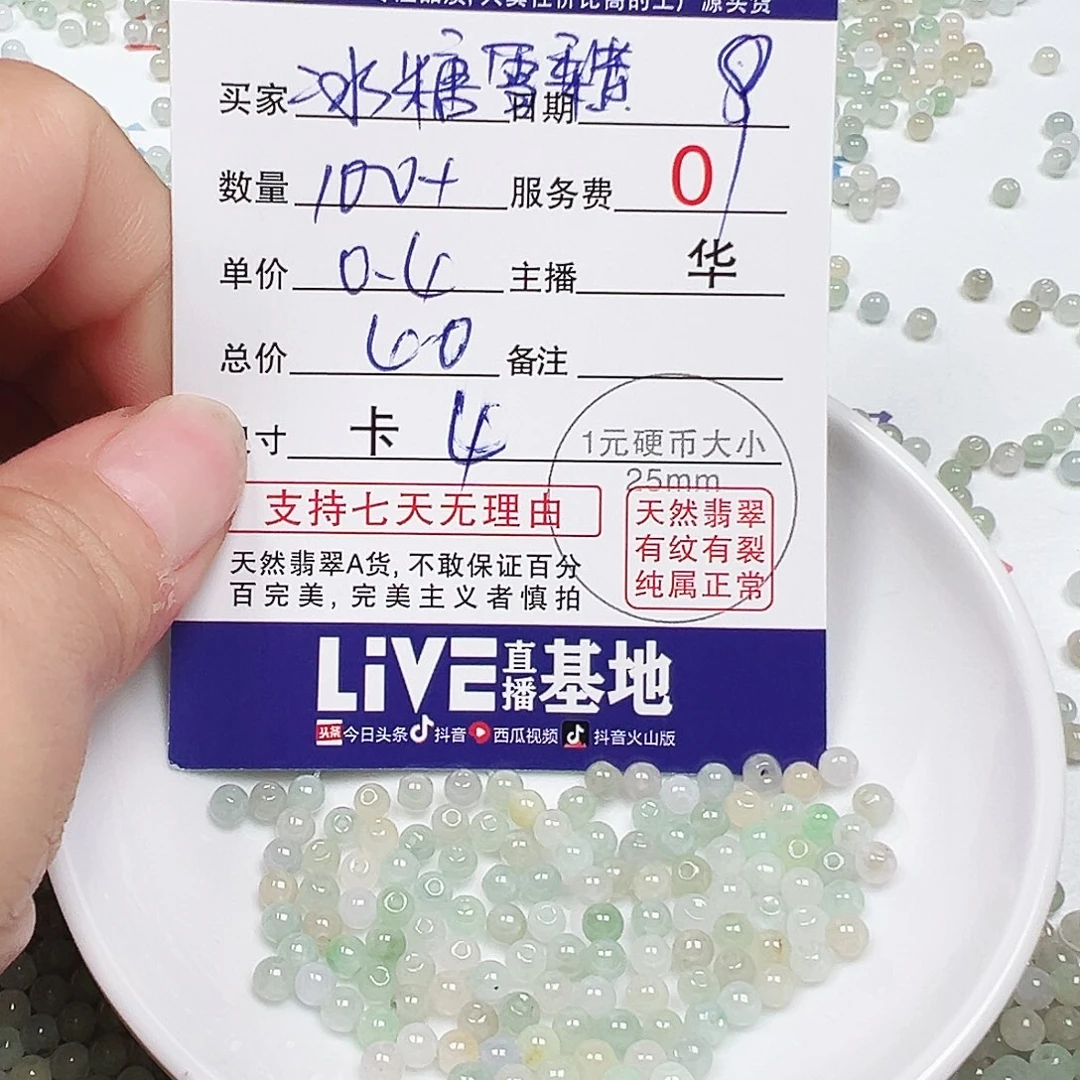 买家 冰糖雪 日期 8
数量 100+ 服务费 0
单价 0-4 主播 华
总价 60 备注
寸 卡 4 1元硬币大小
25mm
支持七天无理由
天然翡翠
有纹有裂
纯属正常
天然翡翠A货,不敢保证百分
百完美,完美主义者慎拍
LiVE直播基地
头条 今日头条 抖音 西瓜视频 抖音火山版